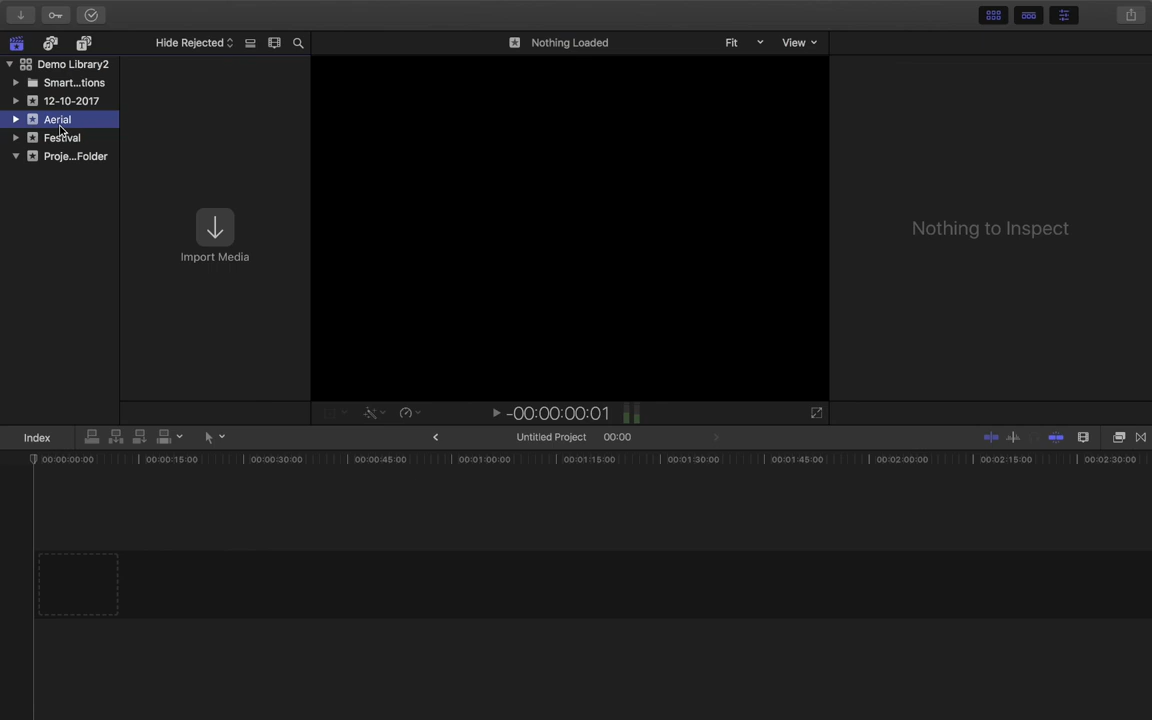 Hide Rejected
Nothing Loaded
Fit
View
Demo Library2
Smart...tions
12-10-2017
Aerial
Festival
Proje...Folder
Import Media
Nothing to Inspect
-00:00:00:01
Index
Untitled Project 00:00
00:00:00:00 00:00:15:00 00:00:30:00 00:00:45:00 00:01:00:00 00:01:15:00 00:01:30:00 00:01:45:00 00:02:00:00 00:02:15:00 00:02:30:00